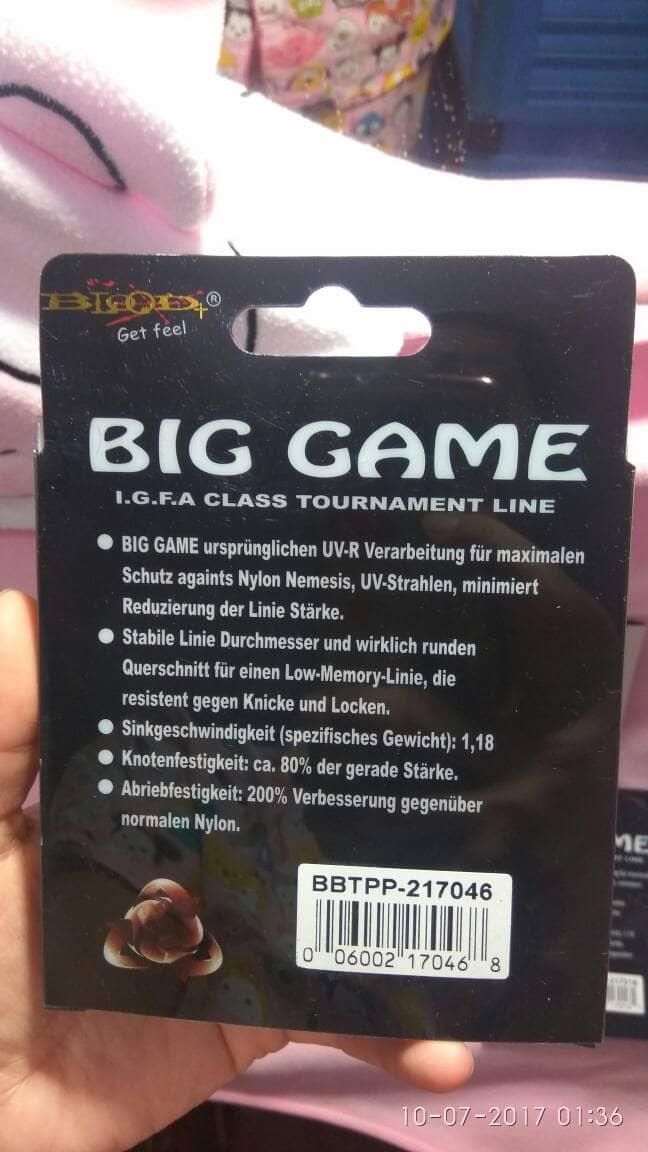 BLOOD+®
Get feel
BIG GAME
I.G.F.A CLASS TOURNAMENT LINE
BIG GAME ursprünglichen UV-R Verarbeitung für maximalen
Schutz againts Nylon Nemesis, UV-Strahlen, minimiert
Reduzierung der Linie Stärke.
Stabile Linie Durchmesser und wirklich runden
Querschnitt für einen Low-Memory-Linie, die
resistent gegen Knicke und Locken.
Sinkgeschwindigkeit (spezifisches Gewicht): 1,18
Knotenfestigkeit: ca. 80% der gerade Stärke.
Abriebfestigkeit: 200% Verbesserung gegenüber
normalen Nylon.
BBTPP-217046
0 06002 17046 8
ME
10-07-2017 01:36